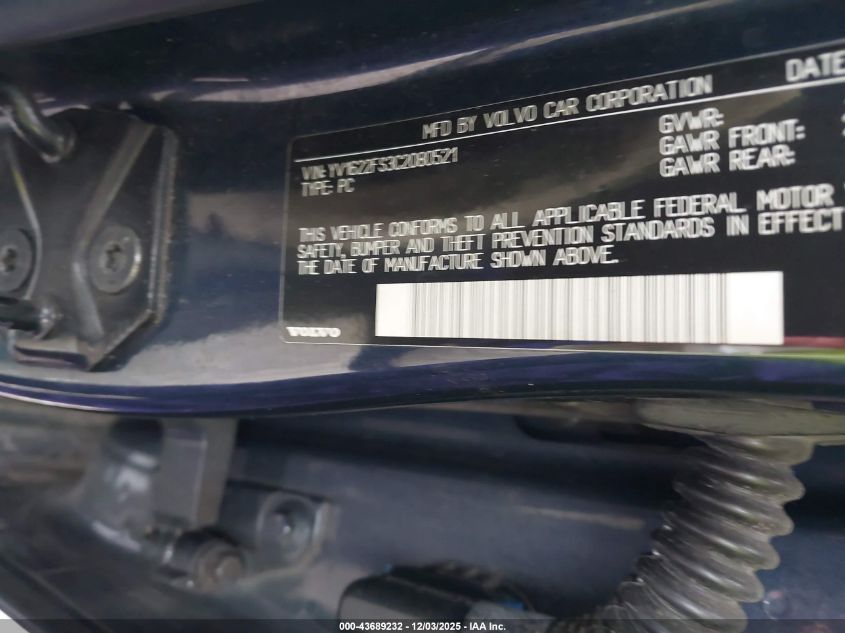 MFD BY VOLVO CAR CORPORATION DATE
VIN: YV1622FS3C2080521
TYPE: PC
GVWR:
GAWR FRONT:
GAWR REAR:
THIS VEHICLE CONFORMS TO ALL APPLICABLE FEDERAL MOTOR
SAFETY, BUMPER AND THEFT PREVENTION STANDARDS IN EFFECT
THE DATE OF MANUFACTURE SHOWN ABOVE.
VOLVO
000-43689232 - 12/03/2025 - IAA Inc.